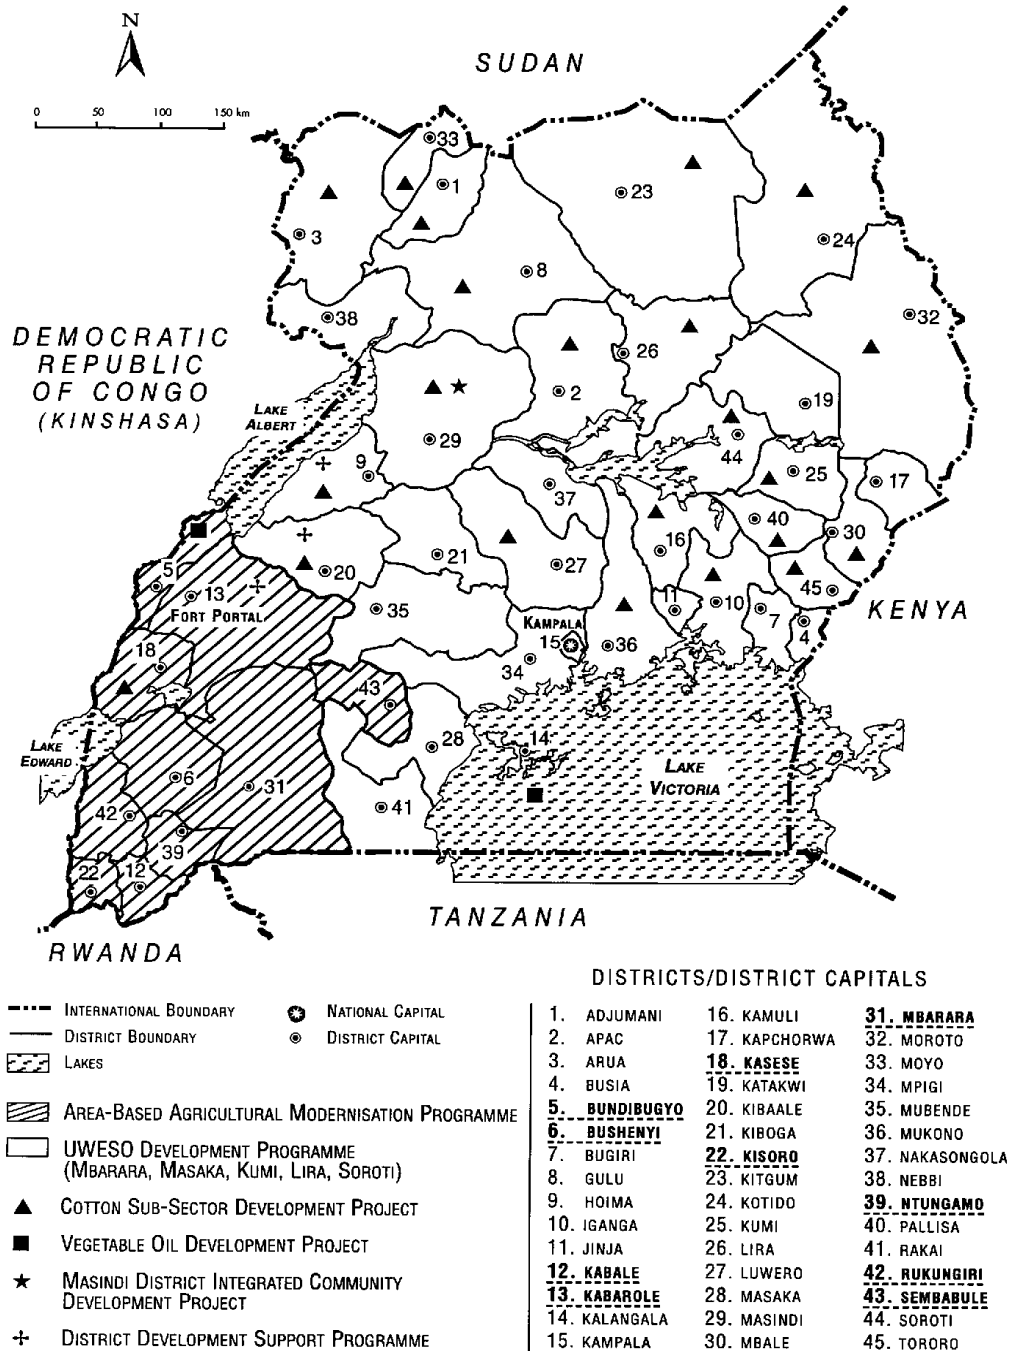 N
SUDAN
0 50 100 150 km
33
1
23
3
24
8
38
32
DEMOCRATIC
REPUBLIC
OF CONGO
(KINSHASA)
26
2
19
LAKE
ALBERT
29
44
9
25
17
37
40
30
16
21
27
20
5
13
45
FORT PORTAL
35
11
10
7
4
KENYA
KAMPALA
15
36
34
18
43
28
14
LAKE
EDWARD
LAKE
VICTORIA
6
31
41
42
39
22
12
TANZANIA
RWANDA
INTERNATIONAL BOUNDARY
DISTRICT BOUNDARY
LAKES
NATIONAL CAPITAL
DISTRICT CAPITAL
AREA-BASED AGRICULTURAL MODERNISATION PROGRAMME
UWESO DEVELOPMENT PROGRAMME
(MBARARA, MASAKA, KUMI, LIRA, SOROTI)
COTTON SUB-SECTOR DEVELOPMENT PROJECT
VEGETABLE OIL DEVELOPMENT PROJECT
MASINDI DISTRICT INTEGRATED COMMUNITY
DEVELOPMENT PROJECT
DISTRICT DEVELOPMENT SUPPORT PROGRAMME
DISTRICTS/DISTRICT CAPITALS
1. ADJUMANI
2. APAC
3. ARUA
4. BUSIA
5. BUNDIBUGYO
6. BUSHENYI
7. BUGIRI
8. GULU
9. HOIMA
10. IGANGA
11. JINJA
12. KABALE
13. KABAROLE
14. KALANGALA
15. KAMPALA
16. KAMULI
17. KAPCHORWA
18. KASESE
19. KATAKWI
20. KIBAALE
21. KIBOGA
22. KISORO
23. KITGUM
24. KOTIDO
25. KUMI
26. LIRA
27. LUWERO
28. MASAKA
29. MASINDI
30. MBALE
31. MBARARA
32. MOROTO
33. MOYO
34. MPIGI
35. MUBENDE
36. MUKONO
37. NAKASONGOLA
38. NEBBI
39. NTUNGAMO
40. PALLISA
41. RAKAI
42. RUKUNGIRI
43. SEMBABULE
44. SOROTI
45. TORORO